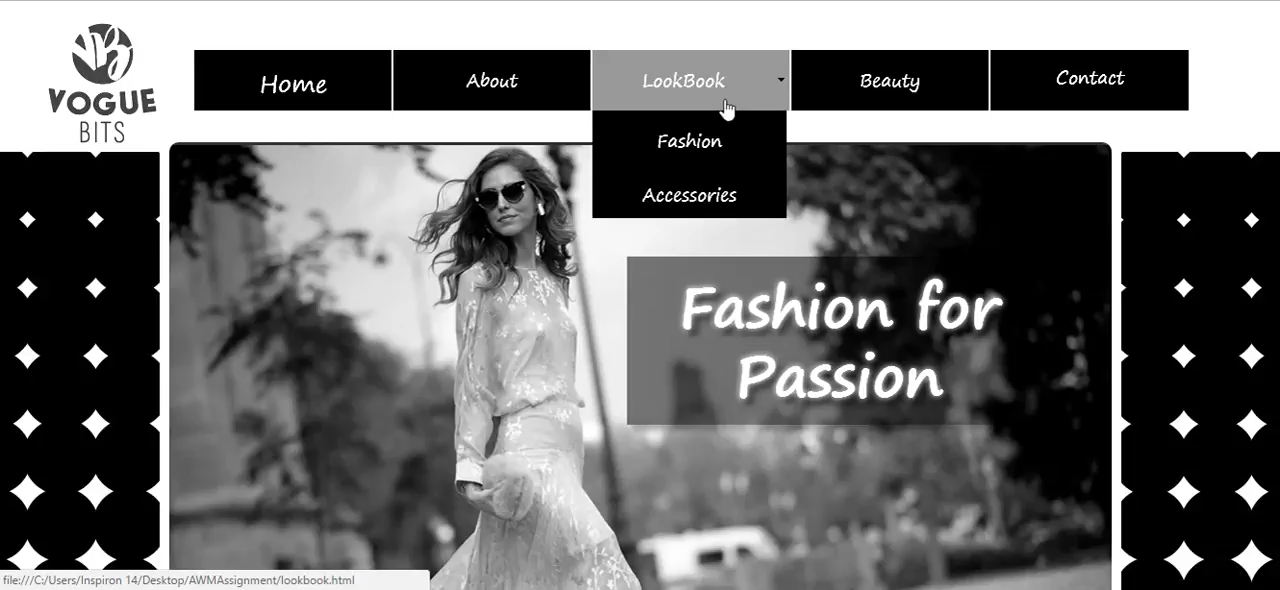 VOGUE
BITS
Home
About
LookBook
Beauty
Contact
Fashion
Accessories
Fashion for
Passion
file:///C:/Users/Inspiron 14/Desktop/AWMAssignment/lookbook.html